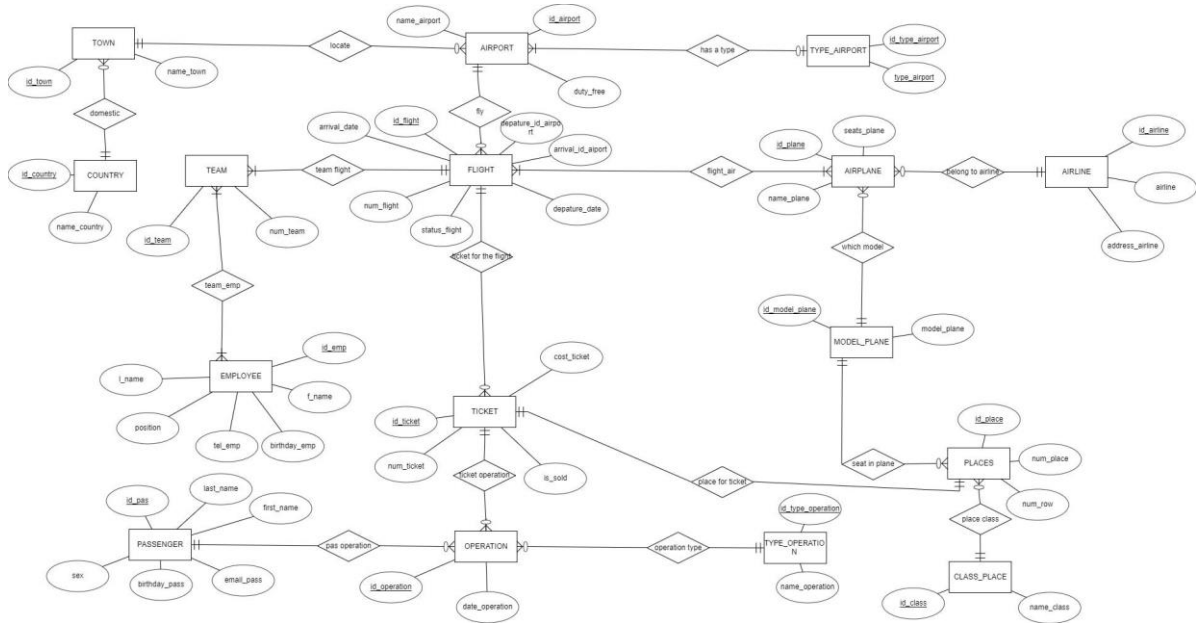 name_airport
id_airport
TOWN
locate
AIRPORT
has a type
TYPE_AIRPORT
id_type_airport
id_town
name_town
type_airport
duty_free
domestic
fly
id_flight
depature_id_airpo
rt
arrival_date
arrival_id_aiport
seats_plane
id_plane
id_airline
id_country
COUNTRY
TEAM
team flight
FLIGHT
flight_air
AIRPLANE
belong to airline
AIRLINE
airline
name_plane
num_flight
depature_date
name_country
id_team
num_team
status_flight
address_airline
ticket for the flight
which model
team_emp
id_model_plane
model_plane
MODEL_PLANE
id_emp
cost_ticket
l_name
EMPLOYEE
f_name
position
tel_emp
birthday_emp
id_ticket
TICKET
id_place
num_ticket
is_sold
ticket operation
place for ticket
seat in plane
PLACES
num_place
num_row
last_name
id_pas
first_name
id_type_operation
place class
PASSENGER
pas operation
OPERATION
operation type
TYPE_OPERATIO
N
sex
birthday_pass
email_pass
id_operation
date_operation
name_operation
CLASS_PLACE
id_class
name_class